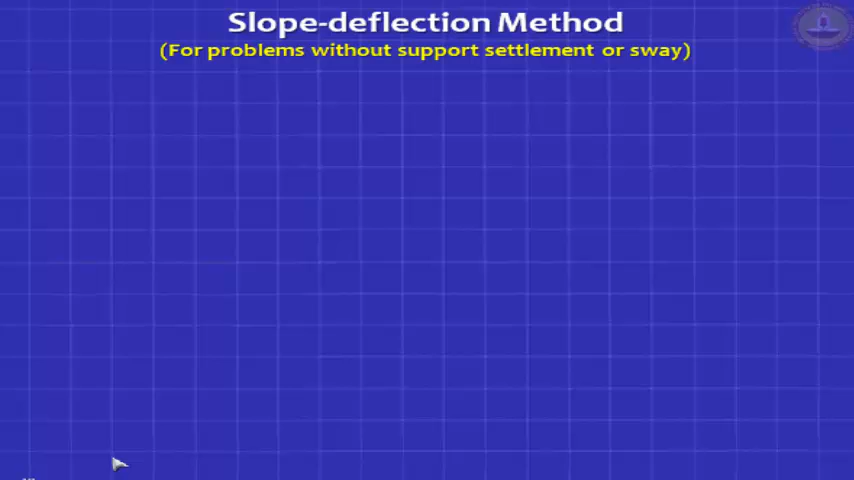 Slope-deflection Method
(For problems without support settlement or sway)